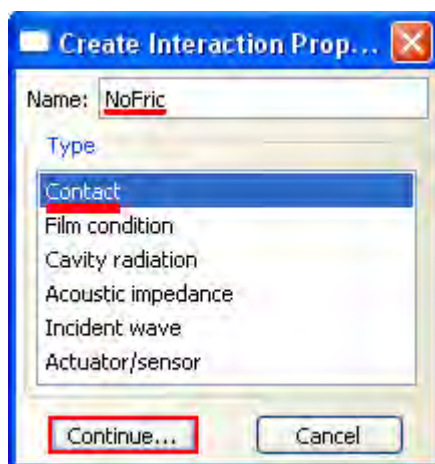 Create Interaction Prop...
Name: NoFric
Type
Contact
Film condition
Cavity radiation
Acoustic impedance
Incident wave
Actuator/sensor
Continue... Cancel